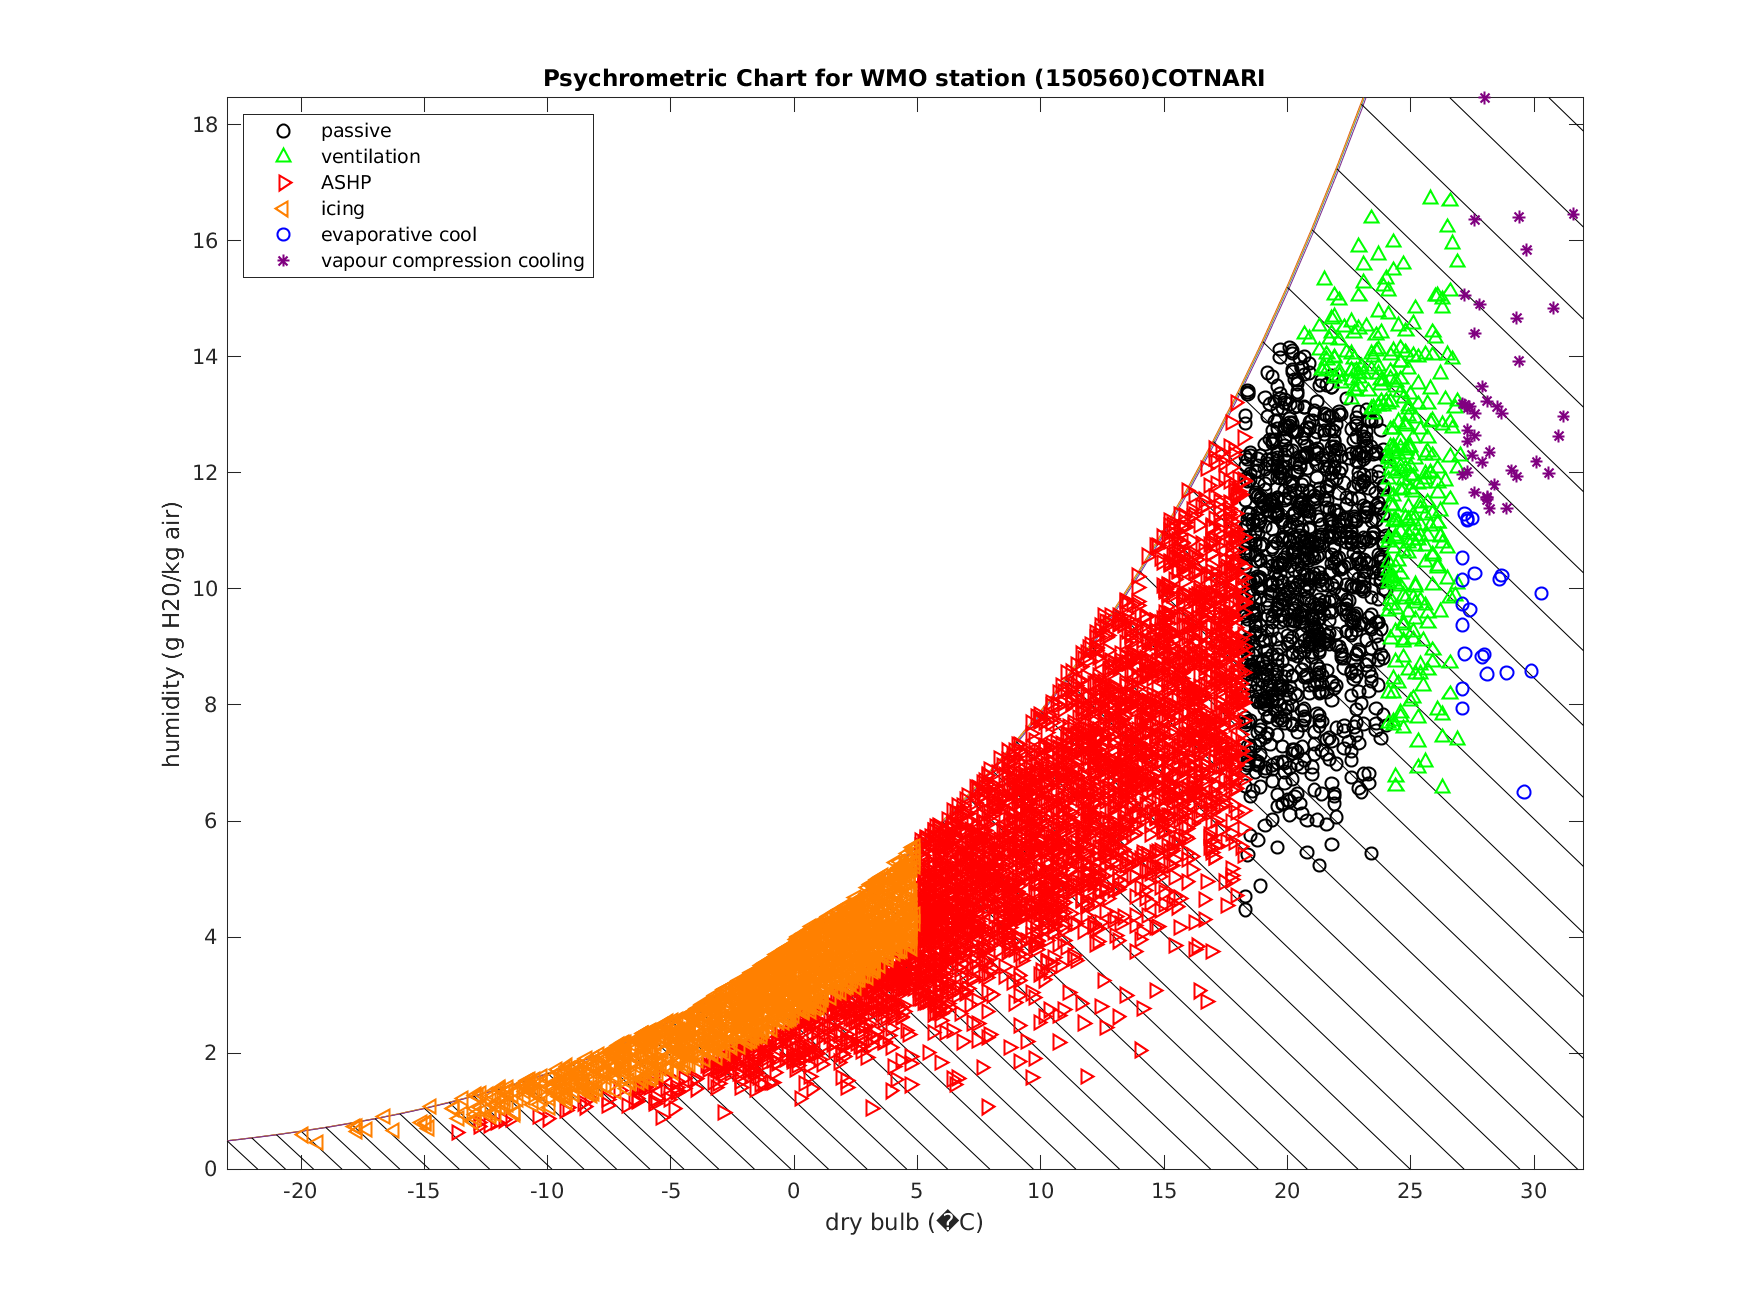 Psychrometric Chart for WMO station (150560)COTNARI
passive
ventilation
ASHP
icing
evaporative cool
vapour compression cooling
humidity (g H20/kg air)
18
16
14
12
10
8
6
4
2
0
-20 -15 -10 -5 0 5 10 15 20 25 30
dry bulb (�C)